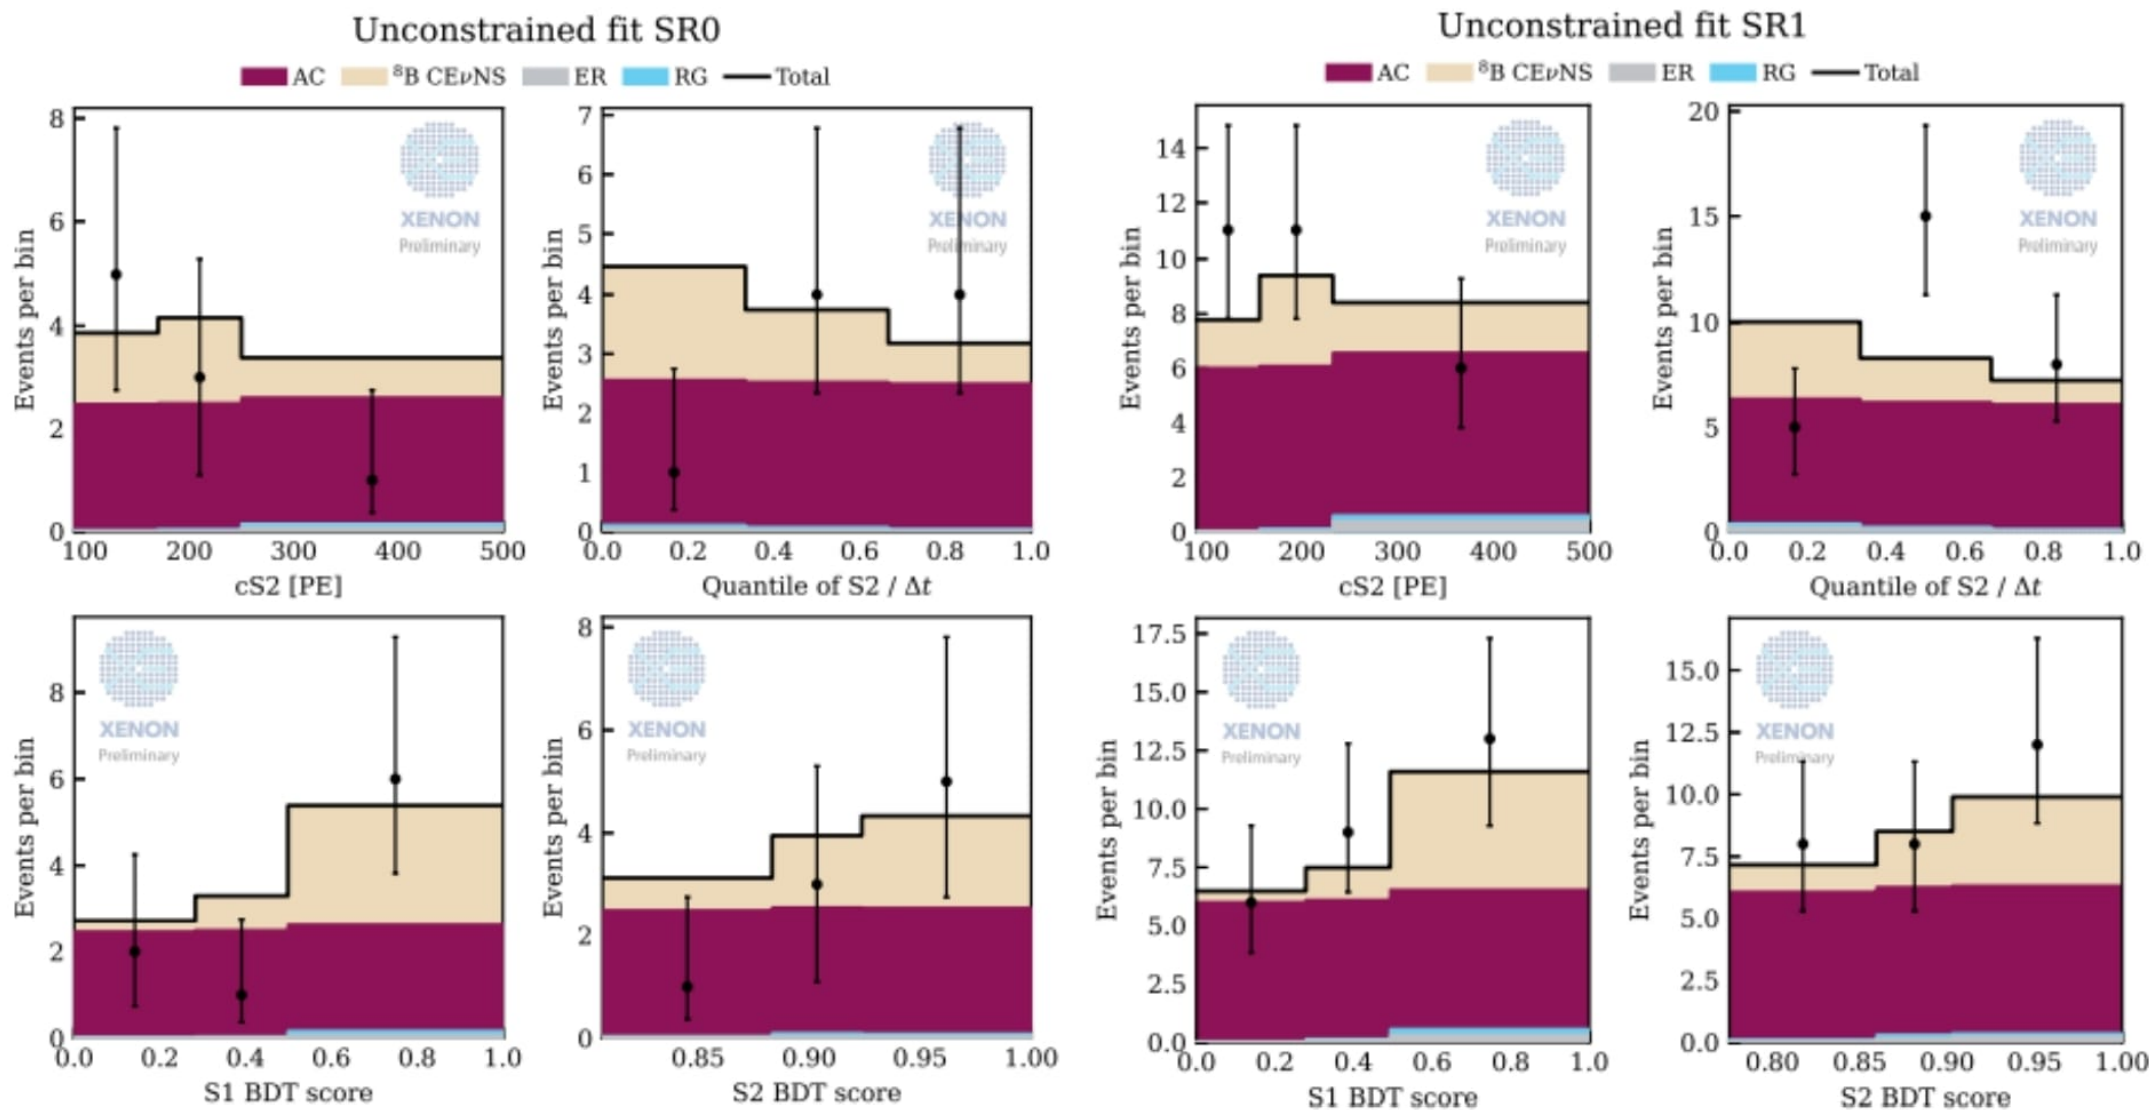 Unconstrained fit SR0
AC ⁸B CEνNS ER RG Total
Events per bin
8
6
4
2
0
XENON
Preliminary
100 200 300 400 500
cS2 [PE]
Events per bin
7
6
5
4
3
2
1
0
XENON
Preliminary
0.0 0.2 0.4 0.6 0.8 1.0
Quantile of S2 / Δt
Events per bin
8
6
4
2
0
XENON
Preliminary
0.0 0.2 0.4 0.6 0.8 1.0
S1 BDT score
Events per bin
8
6
4
2
0
XENON
Preliminary
0.85 0.90 0.95 1.00
S2 BDT score
Unconstrained fit SR1
AC ⁸B CEνNS ER RG Total
Events per bin
14
12
10
8
6
4
2
0
XENON
Preliminary
100 200 300 400 500
cS2 [PE]
Events per bin
20
15
10
5
0
XENON
Preliminary
0.0 0.2 0.4 0.6 0.8 1.0
Quantile of S2 / Δt
Events per bin
17.5
15.0
12.5
10.0
7.5
5.0
2.5
0.0
XENON
Preliminary
0.0 0.2 0.4 0.6 0.8 1.0
S1 BDT score
Events per bin
15.0
12.5
10.0
7.5
5.0
2.5
0.0
XENON
Preliminary
0.80 0.85 0.90 0.95 1.00
S2 BDT score